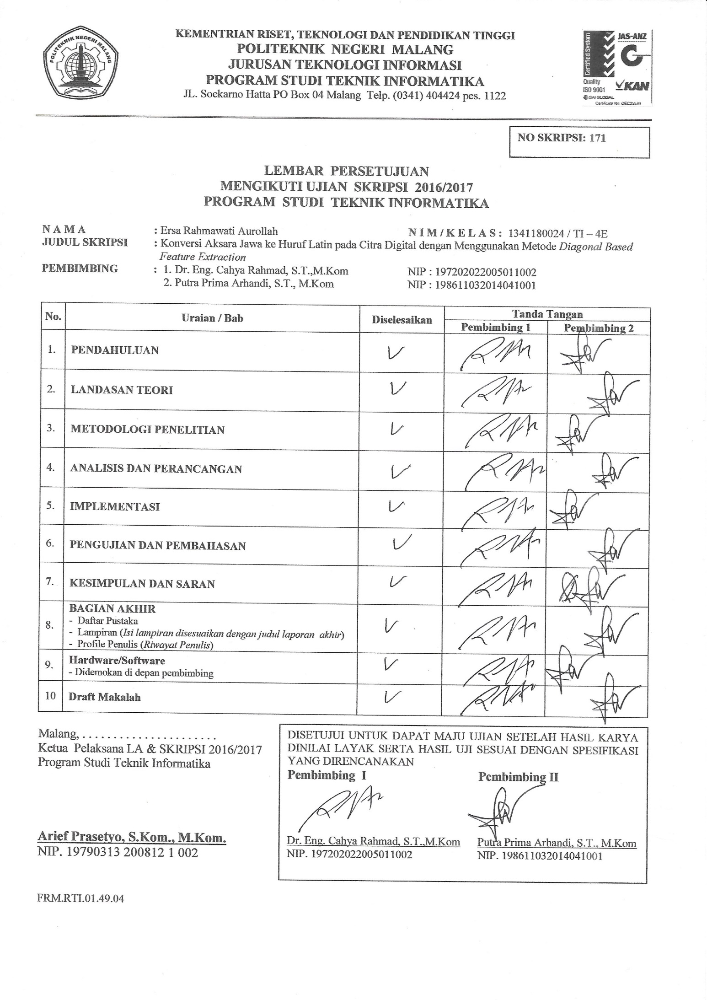 POLITEKNIK NEGERI MALANG
KEMENTRIAN RISET, TEKNOLOGI DAN PENDIDIKAN TINGGI
POLITEKNIK NEGERI MALANG
JURUSAN TEKNOLOGI INFORMASI
PROGRAM STUDI TEKNIK INFORMATIKA
JL. Soekarno Hatta PO Box 04 Malang Telp. (0341) 404424 pes. 1122
Certified System
JAS-ANZ
Quality
ISO 9001
KAN
SAI GLOBAL
Certificate No: QEC25539
NO SKRIPSI: 171
LEMBAR PERSETUJUAN
MENGIKUTI UJIAN SKRIPSI 2016/2017
PROGRAM STUDI TEKNIK INFORMATIKA
N A M A : Ersa Rahmawati Aurollah N I M / K E L A S : 1341180024 / TI – 4E
JUDUL SKRIPSI : Konversi Aksara Jawa ke Huruf Latin pada Citra Digital dengan Menggunakan Metode Diagonal Based
Feature Extraction
PEMBIMBING : 1. Dr. Eng. Cahya Rahmad, S.T.,M.Kom NIP : 197202022005011002
2. Putra Prima Arhandi, S.T., M.Kom NIP : 198611032014041001
No. Uraian / Bab Diselesaikan Tanda Tangan
Pembimbing 1 Pembimbing 2
1. PENDAHULUAN
2. LANDASAN TEORI
3. METODOLOGI PENELITIAN
4. ANALISIS DAN PERANCANGAN
5. IMPLEMENTASI
6. PENGUJIAN DAN PEMBAHASAN
7. KESIMPULAN DAN SARAN
8. BAGIAN AKHIR
- Daftar Pustaka
- Lampiran (Isi lampiran disesuaikan dengan judul laporan akhir)
- Profile Penulis (Riwayat Penulis)
9. Hardware/Software
- Didemokan di depan pembimbing
10 Draft Makalah
Malang, . . . . . . . . . . . . . . . . . . . . . .
Ketua Pelaksana LA & SKRIPSI 2016/2017
Program Studi Teknik Informatika
Arief Prasetyo, S.Kom., M.Kom.
NIP. 19790313 200812 1 002
DISETUJUI UNTUK DAPAT MAJU UJIAN SETELAH HASIL KARYA
DINILAI LAYAK SERTA HASIL UJI SESUAI DENGAN SPESIFIKASI
YANG DIRENCANAKAN
Pembimbing I Pembimbing II
Dr. Eng. Cahya Rahmad, S.T.,M.Kom Putra Prima Arhandi, S.T., M.Kom
NIP. 197202022005011002 NIP. 198611032014041001
FRM.RTI.01.49.04